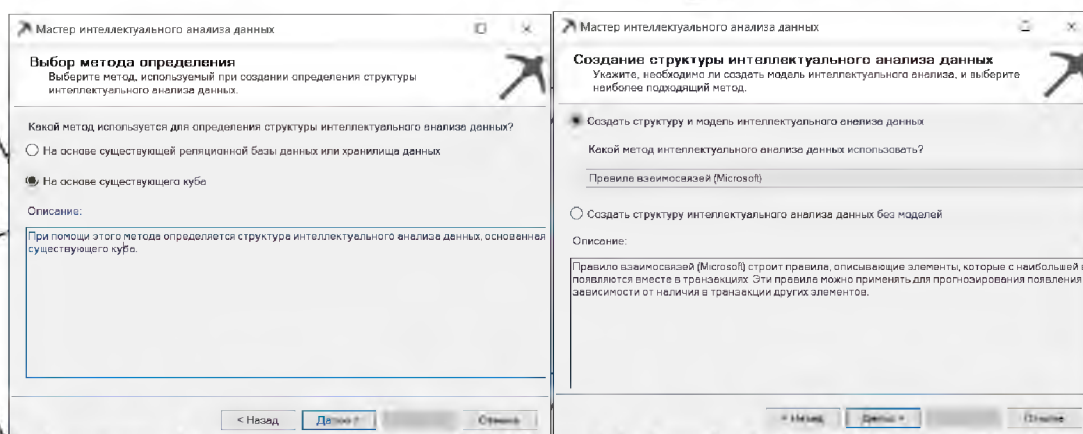 Мастер интеллектуального анализа данных
Выбор метода определения
Выберите метод, используемый при создании определения структуры
интеллектуального анализа данных.
Какой метод используется для определения структуры интеллектуального анализа данных?
На основе существующей реляционной базы данных или хранилища данных
На основе существующего куба
Описание:
При помощи этого метода определяется структура интеллектуального анализа данных, основанная
существующего куба.
< Назад
Отмена
Мастер интеллектуального анализа данных
Создание структуры интеллектуального анализа данных
Укажите, необходимо ли создать модель интеллектуального анализа, и выберите
наиболее подходящий метод.
Создать структуру и модель интеллектуального анализа данных
Какой метод интеллектуального анализа данных использовать?
Правила взаимосвязей (Microsoft)
Создать структуру интеллектуального анализа данных без моделей
Описание:
Правило взаимосвязей (Microsoft) строит правила, описывающие элементы, которые с наибольшей в
появляются вместе в транзакциях. Эти правила можно применять для прогнозирования появления
зависимости от наличия в транзакции других элементов.
< Назад